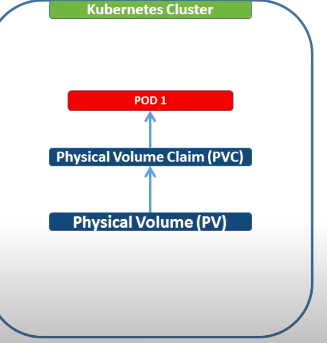 Kubernetes Cluster
POD 1
Physical Volume Claim (PVC)
Physical Volume (PV)